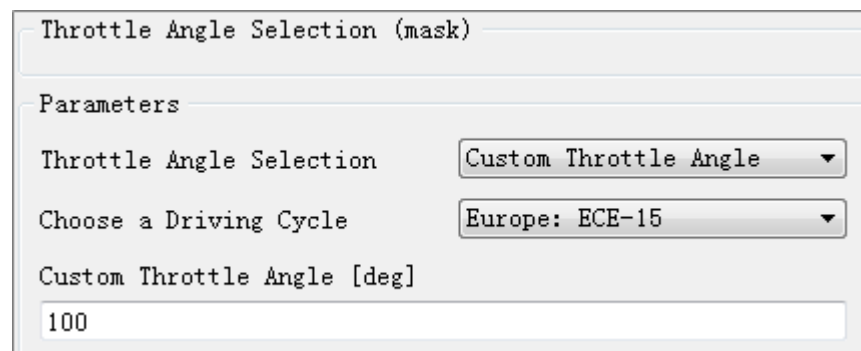 Throttle Angle Selection (mask)
Parameters
Throttle Angle Selection Custom Throttle Angle
Choose a Driving Cycle Europe: ECE-15
Custom Throttle Angle [deg]
100